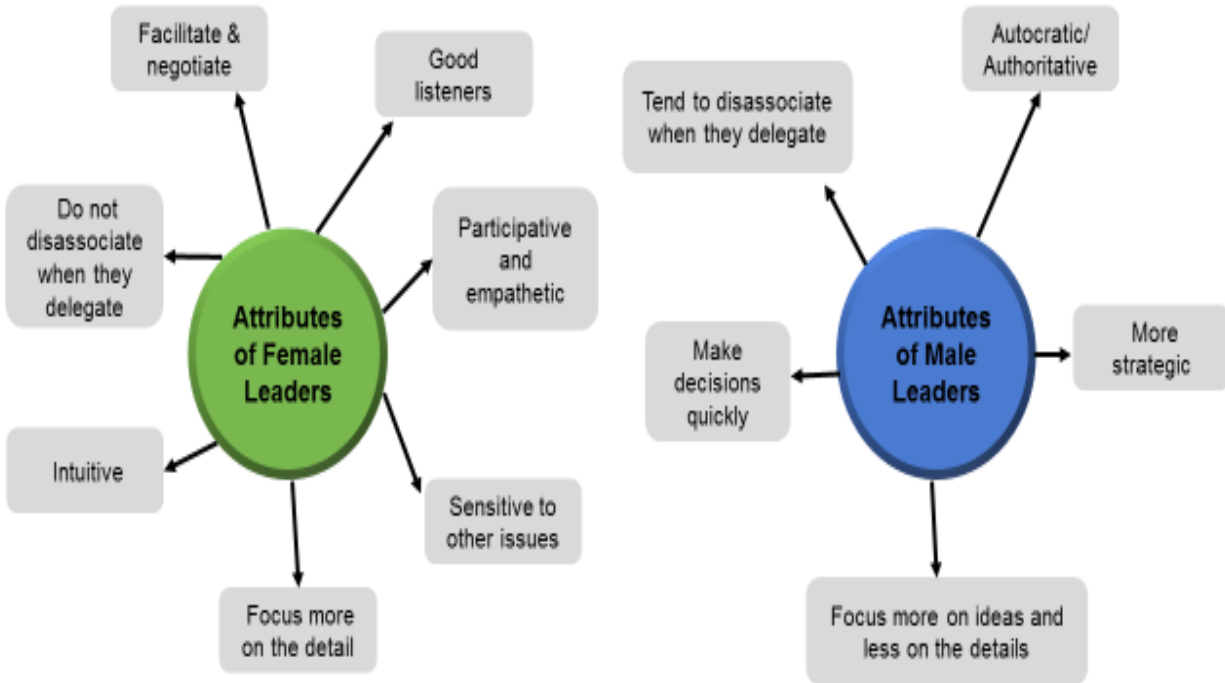 Facilitate &
negotiate
Good
listeners
Do not
disassociate
when they
delegate
Participative
and
empathetic
Attributes
of Female
Leaders
Intuitive
Sensitive to
other issues
Focus more
on the detail
Autocratic/
Authoritative
Tend to disassociate
when they delegate
Attributes
of Male
Leaders
More
strategic
Make
decisions
quickly
Focus more on ideas and
less on the details